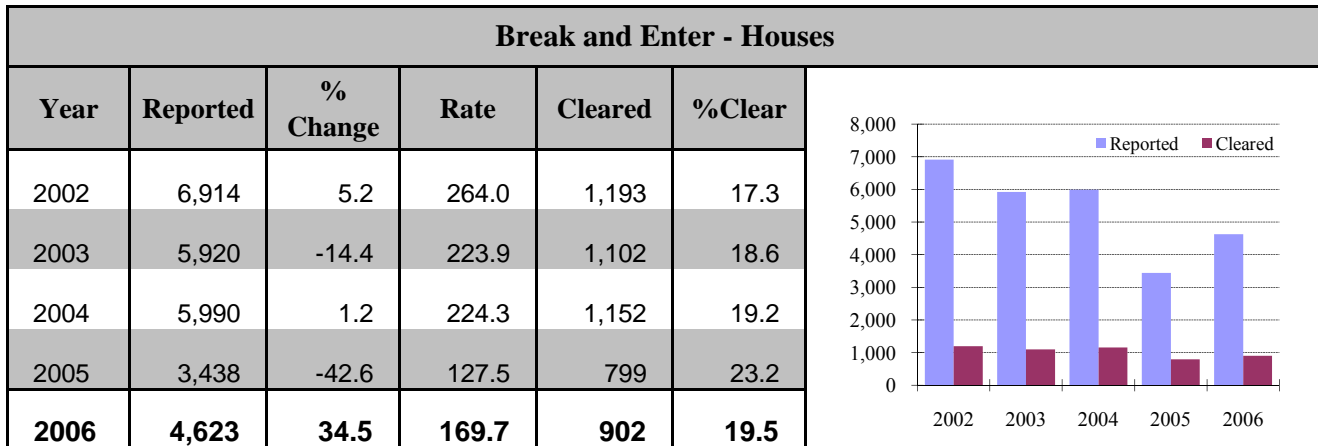 Break and Enter - Houses
Year Reported % Change Rate Cleared %Clear
2002 6,914 5.2 264.0 1,193 17.3
2003 5,920 -14.4 223.9 1,102 18.6
2004 5,990 1.2 224.3 1,152 19.2
2005 3,438 -42.6 127.5 799 23.2
2006 4,623 34.5 169.7 902 19.5
Reported Cleared
8,000
7,000
6,000
5,000
4,000
3,000
2,000
1,000
0
2002 2003 2004 2005 2006